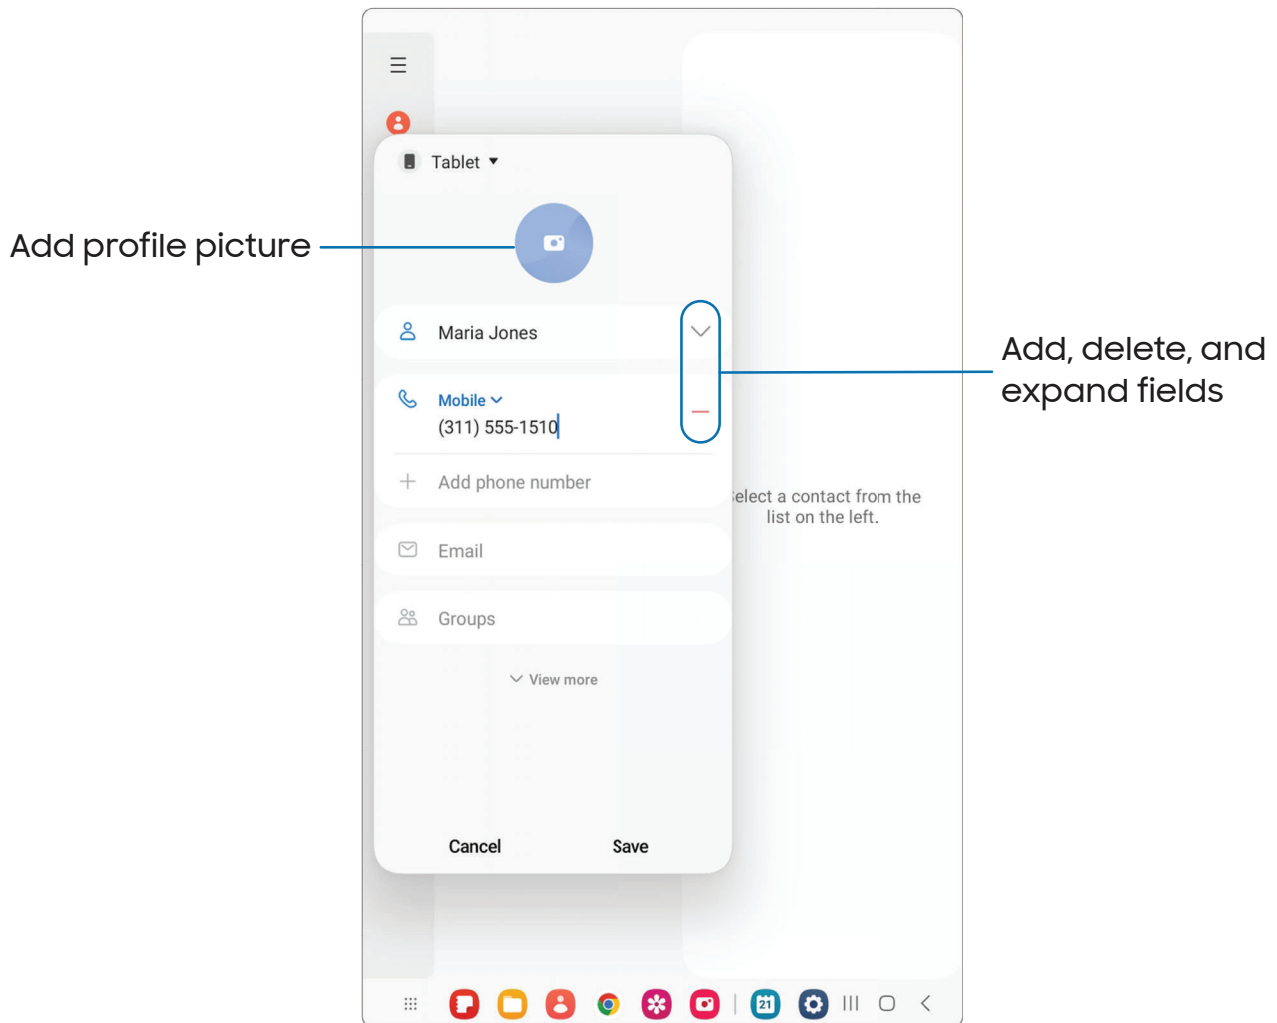 Tablet
Add profile picture
Maria Jones
Add, delete, and
expand fields
Mobile
(311) 555-1510
Add phone number
elect a contact from the
list on the left.
Email
Groups
View more
Cancel Save
21